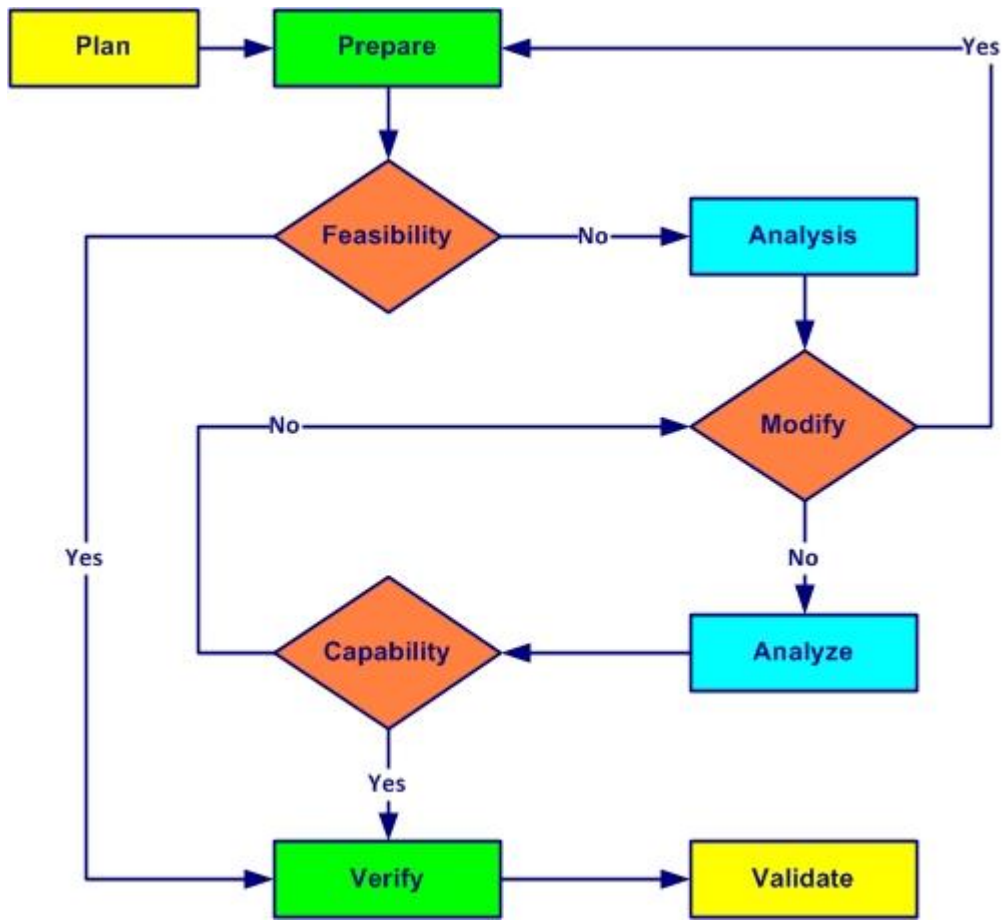 Plan
Prepare
Yes
Feasibility
No
Analysis
No
Modify
Yes
No
Capability
Analyze
Yes
Verify
Validate